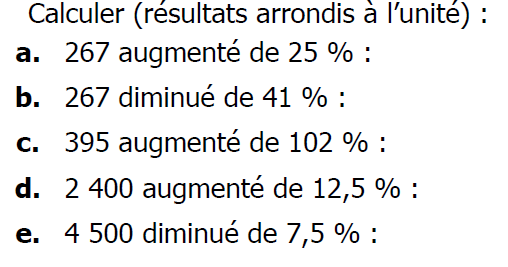 Calculer (résultats arrondis à l’unité) :
a. 267 augmenté de 25 % :
b. 267 diminué de 41 % :
c. 395 augmenté de 102 % :
d. 2 400 augmenté de 12,5 % :
e. 4 500 diminué de 7,5 % :